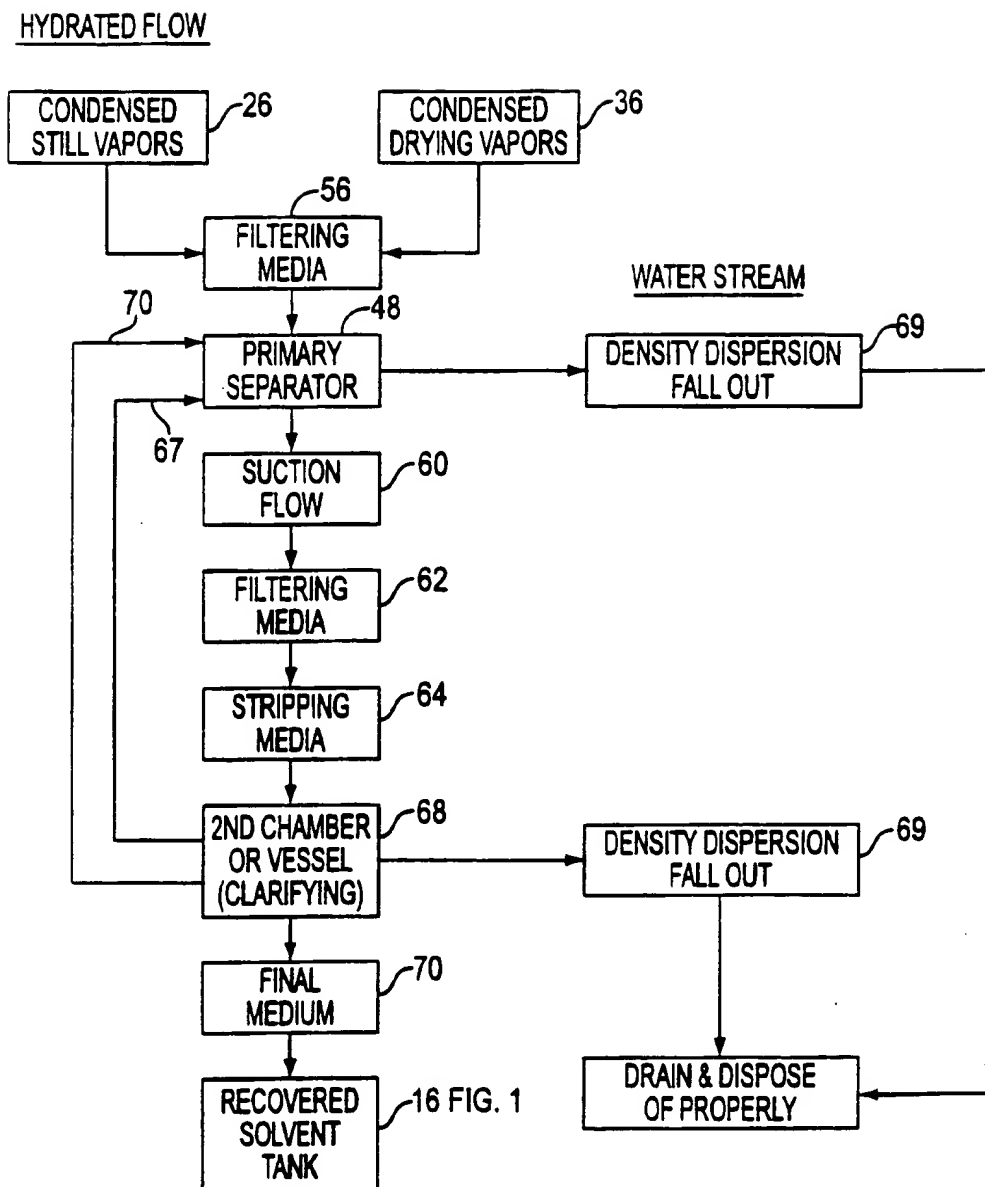 HYDRATED FLOW
CONDENSED
STILL VAPORS
26
CONDENSED
DRYING VAPORS
36
56
FILTERING
MEDIA
WATER STREAM
70
48
PRIMARY
SEPARATOR
69
DENSITY DISPERSION
FALL OUT
67
SUCTION
FLOW
60
FILTERING
MEDIA
62
STRIPPING
MEDIA
64
2ND CHAMBER
OR VESSEL
(CLARIFYING)
68
DENSITY DISPERSION
FALL OUT
69
FINAL
MEDIUM
70
RECOVERED
SOLVENT
TANK
16 FIG. 1
DRAIN & DISPOSE
OF PROPERLY